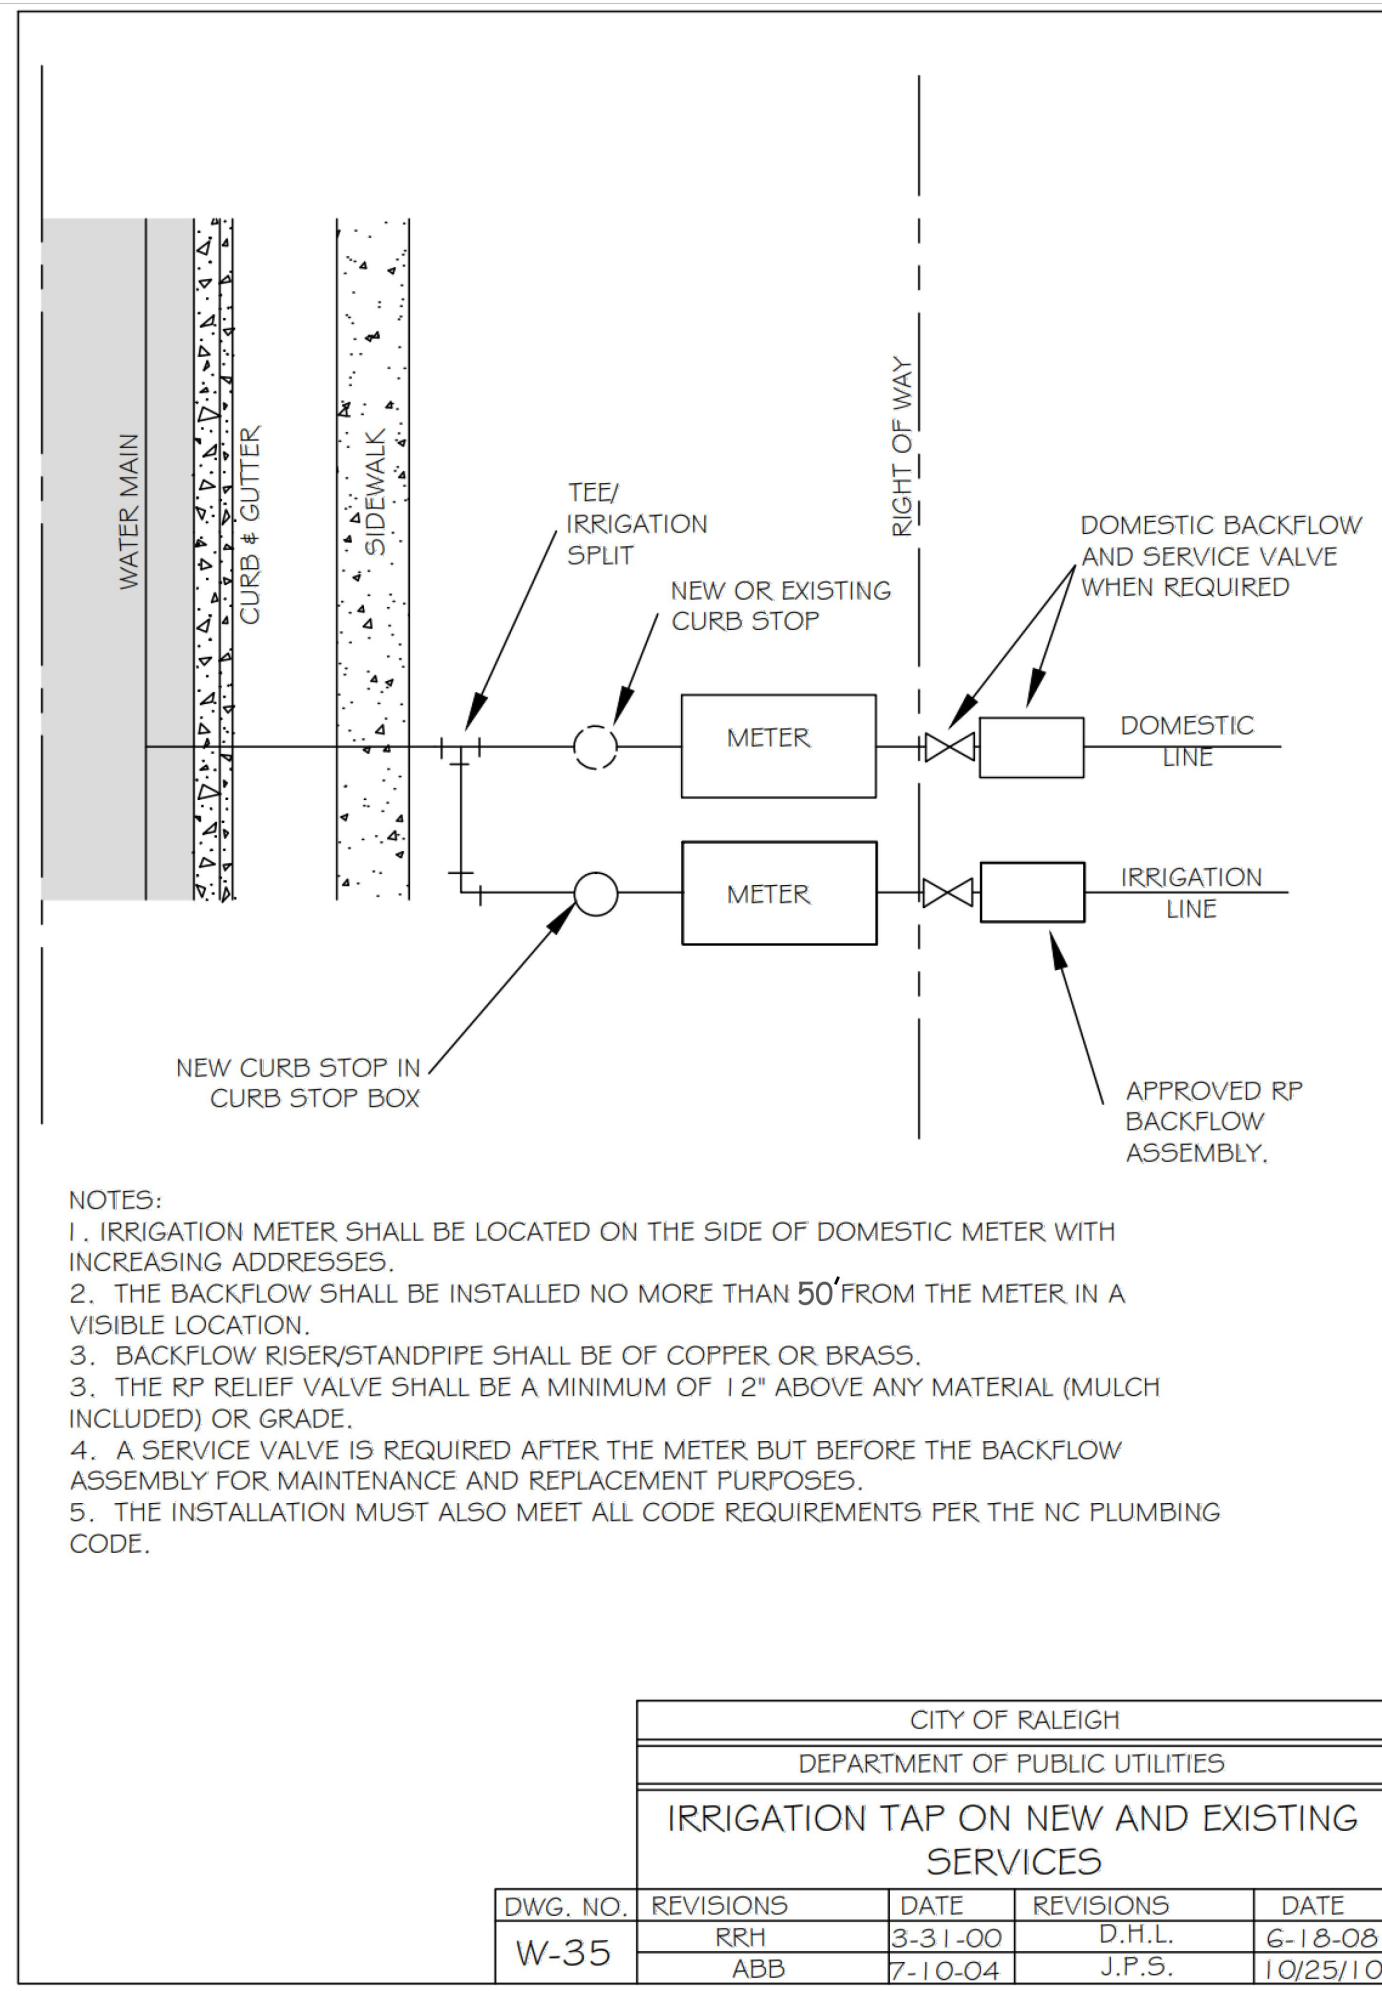 WATER MAIN
CURB & GUTTER
SIDEWALK
TEE/
IRRIGATION
SPLIT
NEW OR EXISTING
CURB STOP
RIGHT OF WAY
DOMESTIC BACKFLOW
AND SERVICE VALVE
WHEN REQUIRED
METER
DOMESTIC
LINE
METER
IRRIGATION
LINE
NEW CURB STOP IN
CURB STOP BOX
APPROVED RP
BACKFLOW
ASSEMBLY.
NOTES:
1. IRRIGATION METER SHALL BE LOCATED ON THE SIDE OF DOMESTIC METER WITH
INCREASING ADDRESSES.
2. THE BACKFLOW SHALL BE INSTALLED NO MORE THAN 50' FROM THE METER IN A
VISIBLE LOCATION.
3. BACKFLOW RISER/STANDPIPE SHALL BE OF COPPER OR BRASS.
3. THE RP RELIEF VALVE SHALL BE A MINIMUM OF 12" ABOVE ANY MATERIAL (MULCH
INCLUDED) OR GRADE.
4. A SERVICE VALVE IS REQUIRED AFTER THE METER BUT BEFORE THE BACKFLOW
ASSEMBLY FOR MAINTENANCE AND REPLACEMENT PURPOSES.
5. THE INSTALLATION MUST ALSO MEET ALL CODE REQUIREMENTS PER THE NC PLUMBING
CODE.
CITY OF RALEIGH
DEPARTMENT OF PUBLIC UTILITIES
IRRIGATION TAP ON NEW AND EXISTING
SERVICES
DWG. NO. REVISIONS DATE REVISIONS DATE
W-35
RRH 3-31-00 D.H.L. 6-18-08
ABB 7-10-04 J.P.S. 10/25/10